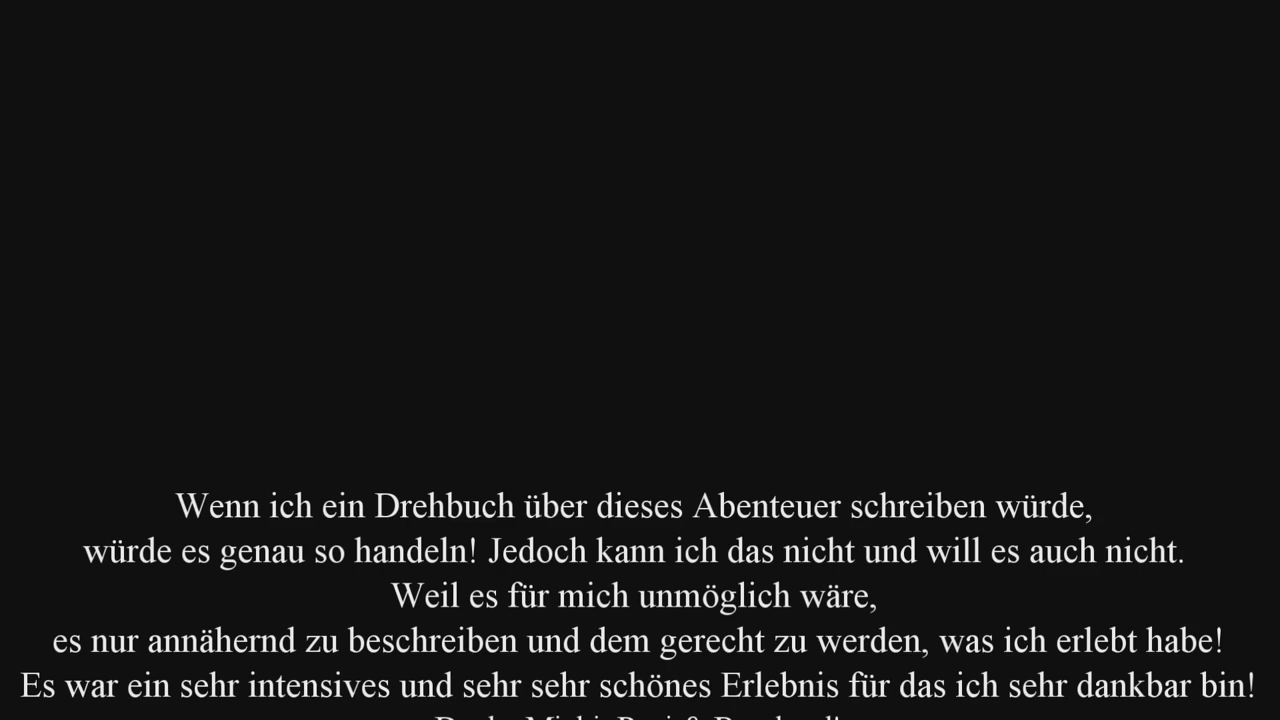 Wenn ich ein Drehbuch über dieses Abenteuer schreiben würde,
würde es genau so handeln! Jedoch kann ich das nicht und will es auch nicht.
Weil es für mich unmöglich wäre,
es nur annähernd zu beschreiben und dem gerecht zu werden, was ich erlebt habe!
Es war ein sehr intensives und sehr sehr schönes Erlebnis für das ich sehr dankbar bin!